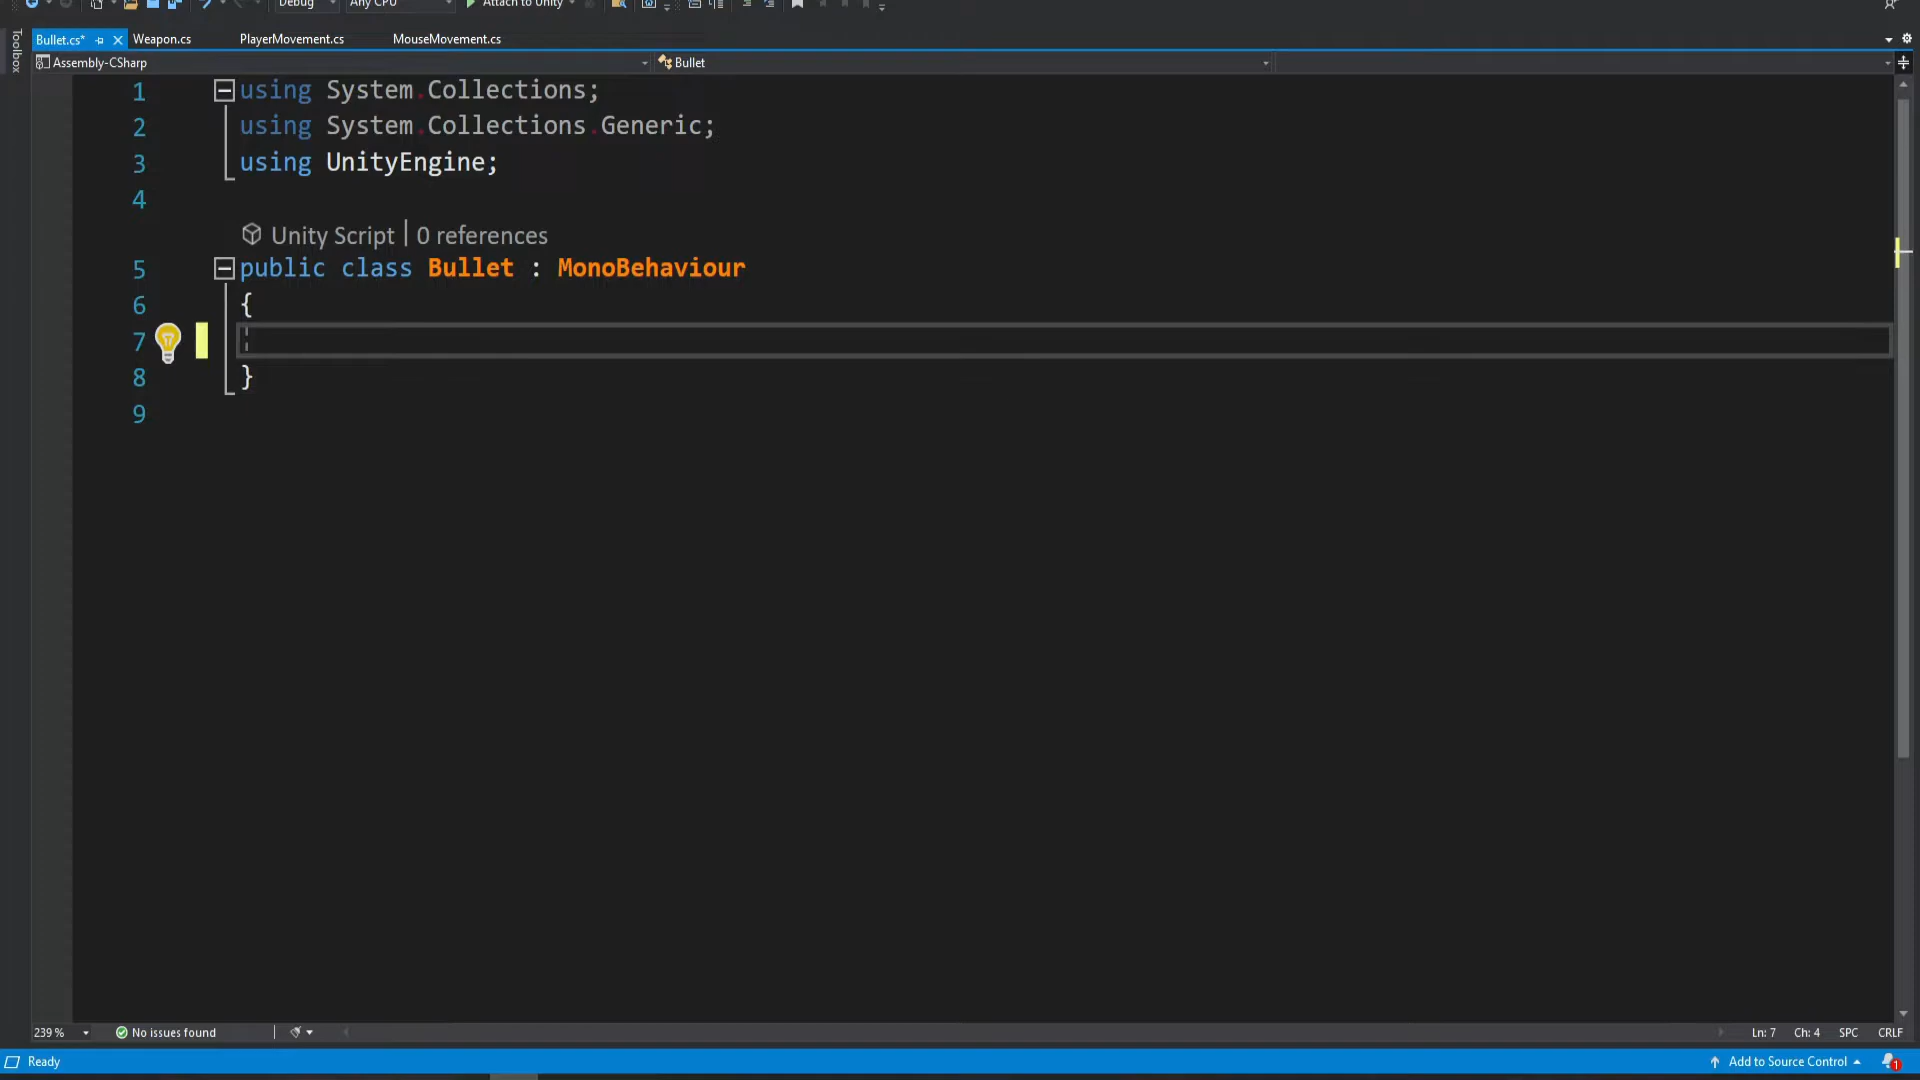 Debug Any CPU Attach to Unity
Toolbox
Bullet.cs* Weapon.cs PlayerMovement.cs MouseMovement.cs
Assembly-CSharp Bullet
1 using System.Collections;
2 using System.Collections.Generic;
3 using UnityEngine;
4
Unity Script | 0 references
5 public class Bullet : MonoBehaviour
6 {
7
8 }
9
239 % No issues found Ln: 7 Ch: 4 SPC CRLF
Ready Add to Source Control 1